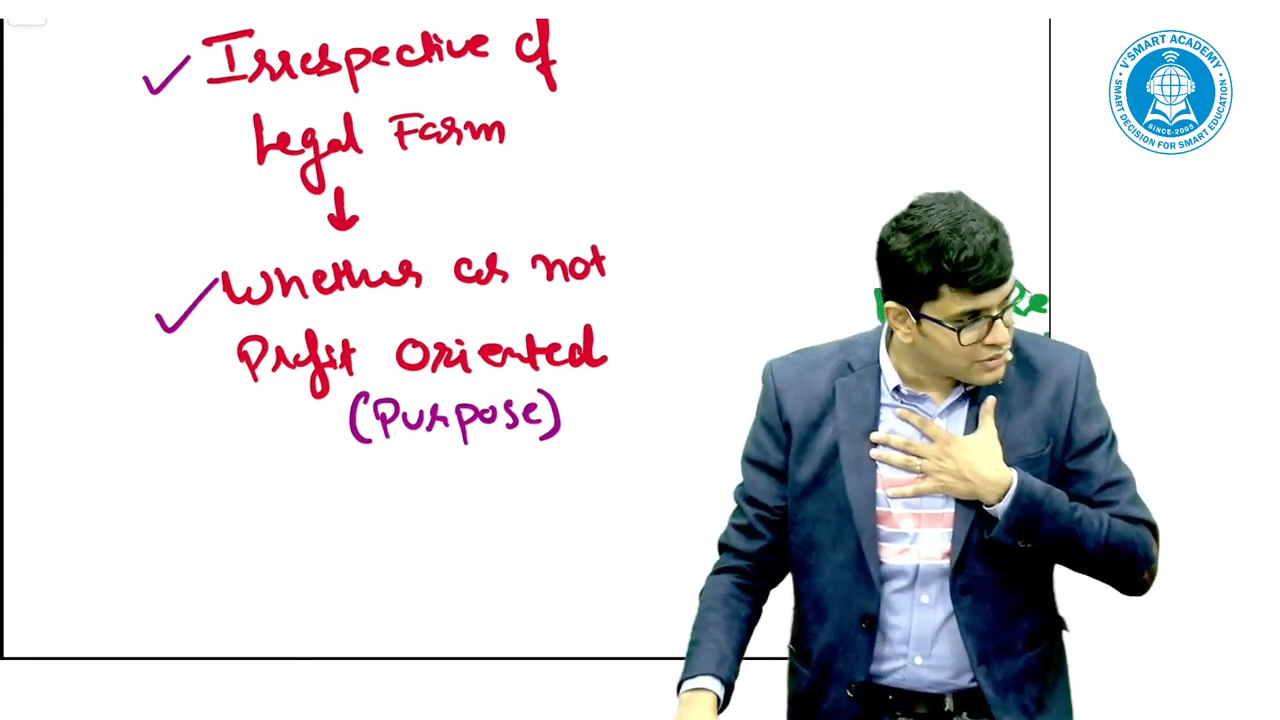 Irrespective of
Legal Form
Whether or not
Profit Oriented
(Purpose)
V'SMART ACADEMY
SINCE-2005
SMART DECISION FOR SMART EDUCATION